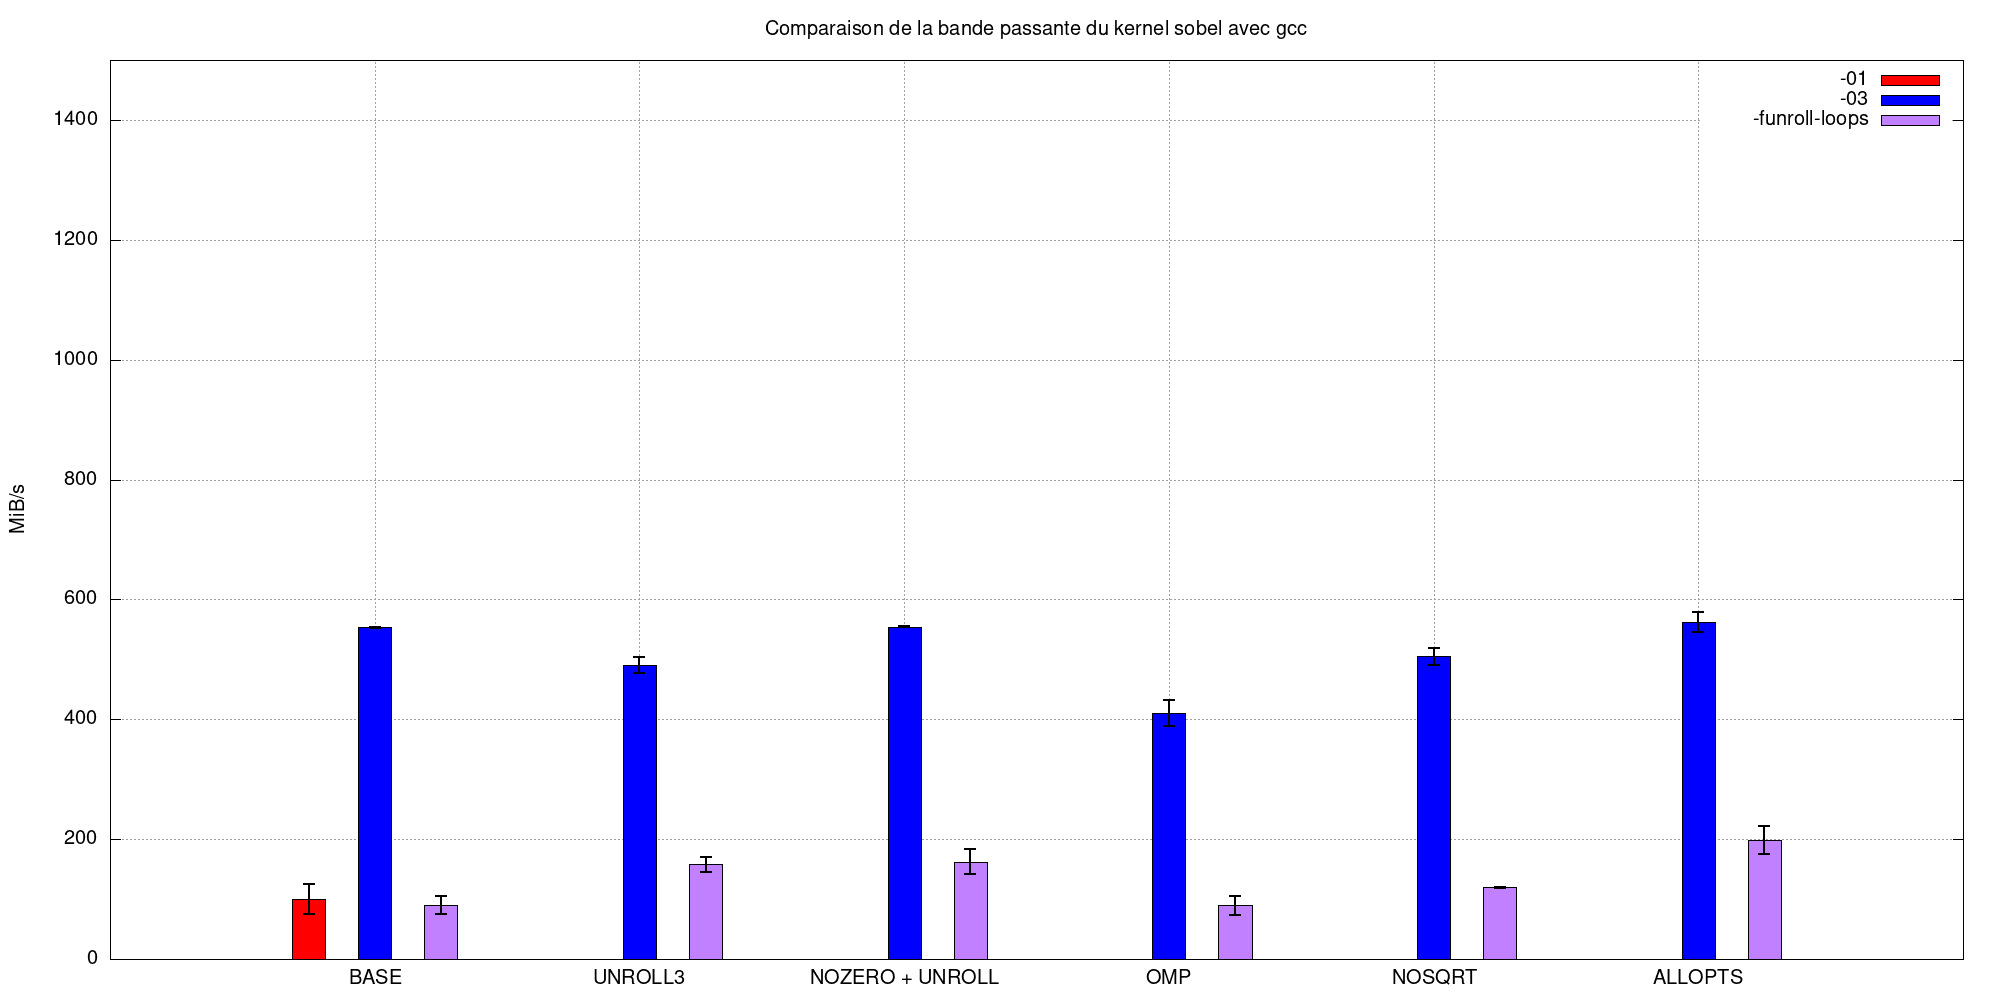 Comparaison de la bande passante du kernel sobel avec gcc
-01
-03
-funroll-loops
1400
1200
1000
800
600
400
200
0
MiB/s
BASE
UNROLL3
NOZERO + UNROLL
OMP
NOSQRT
ALLOPTS